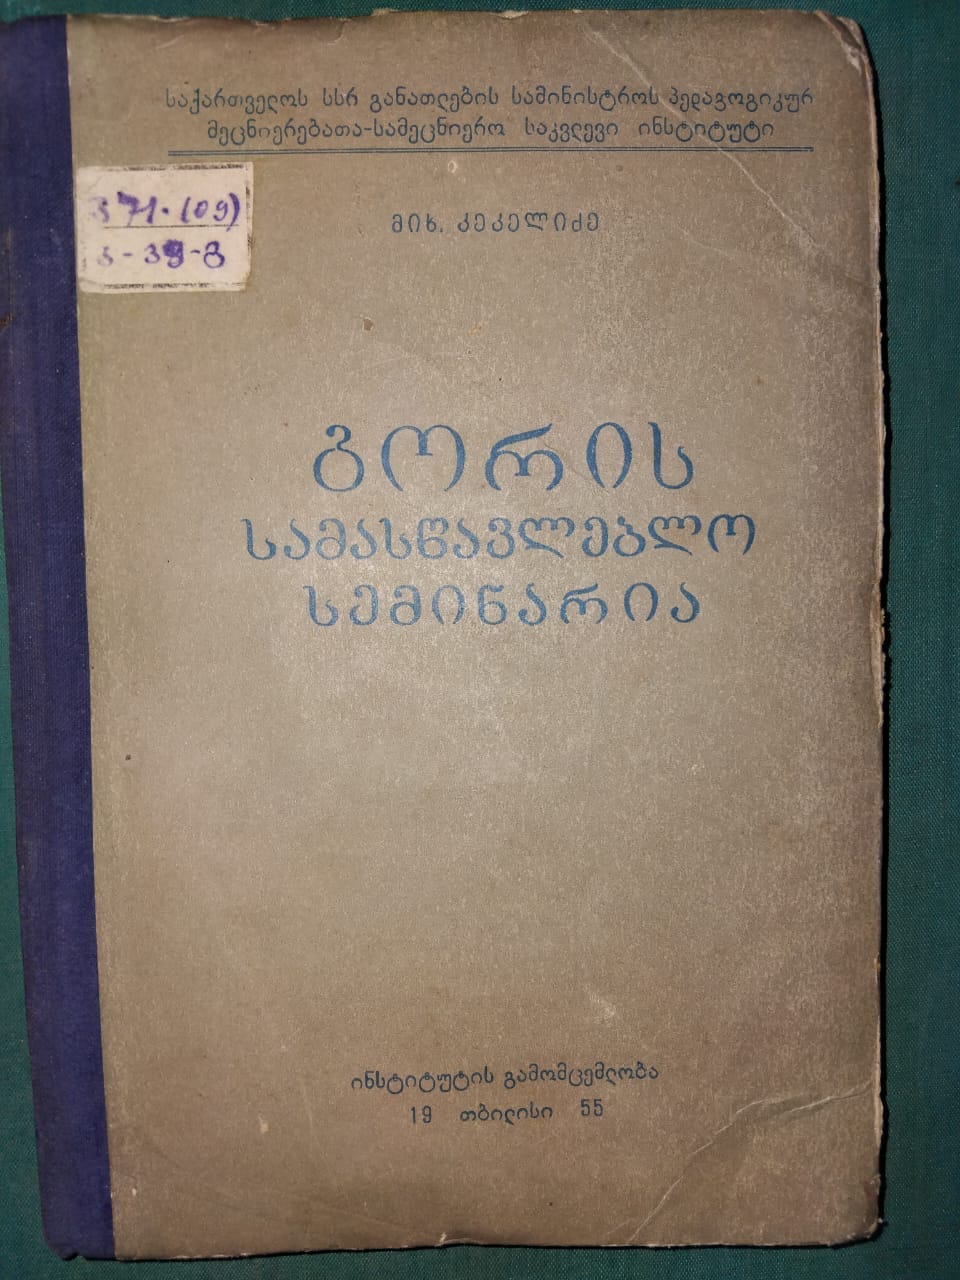 საქართველოს სსრ განათლების სამინისტროს პედაგოგიკურ
მეცნიერებათა-სამეცნიერო საკვლევი ინსტიტუტი
371.(09)
კ-39-გ
მიხ. კეკელიძე
გორის
სამასწავლებლო
სემინარია
ინსტიტუტის გამომცემლობა
19 თბილისი 55